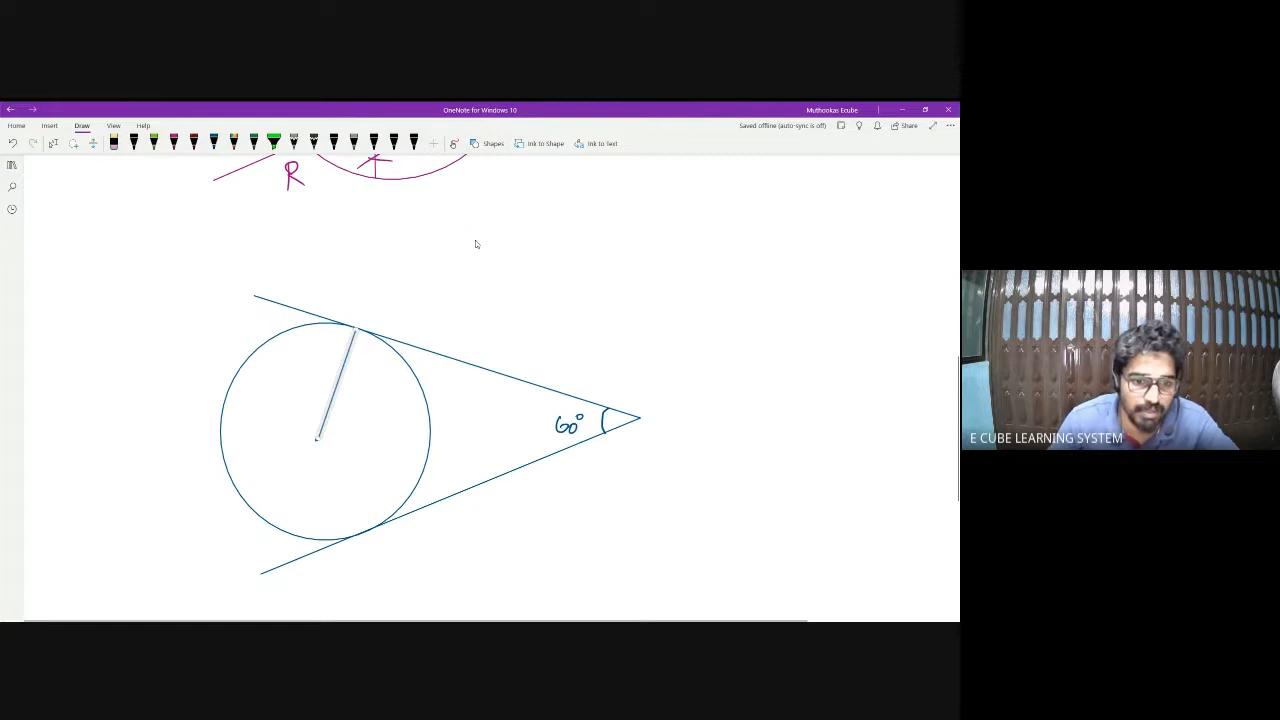 OneNote for Windows 10
Muthookas Ecube
Home Insert Draw View Help
Saved offline (auto-sync is off)
Share
Shapes
Ink to Shape
Ink to Text
R
60°
E CUBE LEARNING SYSTEM